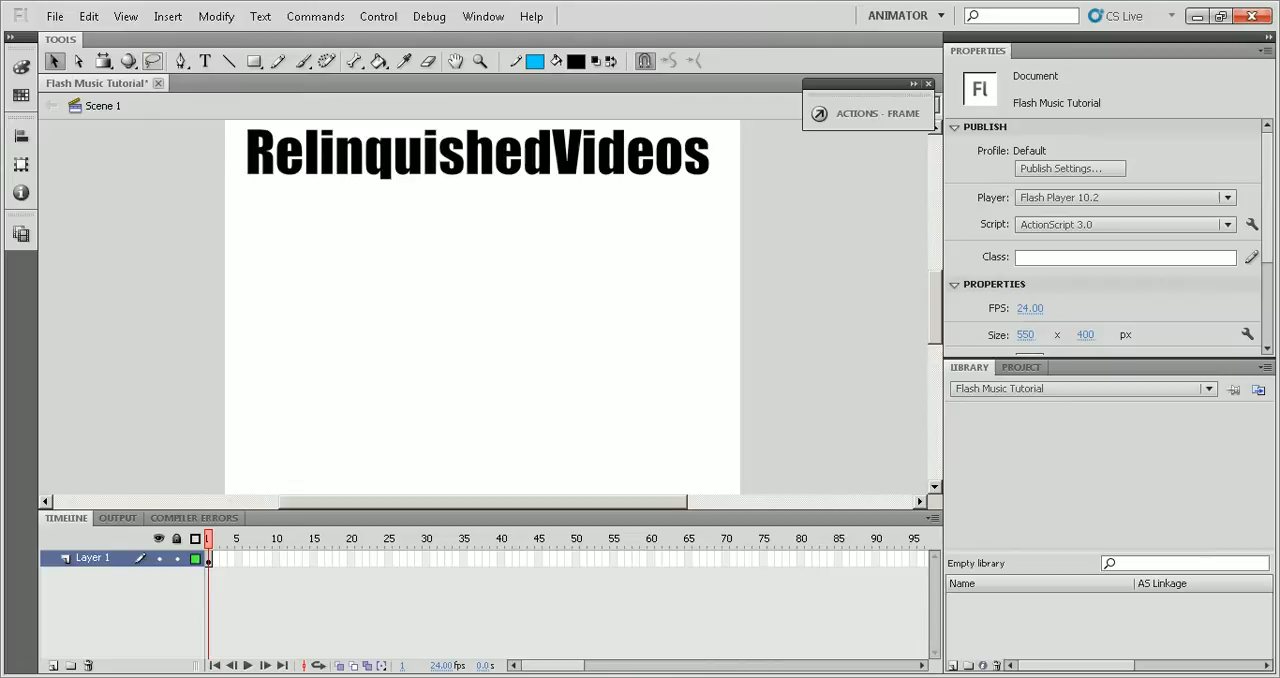 Fl File Edit View Insert Modify Text Commands Control Debug Window Help ANIMATOR CS Live
TOOLS
Flash Music Tutorial*
Scene 1
ACTIONS - FRAME
RelinquishedVideos
PROPERTIES
Fl
Document
Flash Music Tutorial
PUBLISH
Profile: Default
Publish Settings...
Player: Flash Player 10.2
Script: ActionScript 3.0
Class:
PROPERTIES
FPS: 24.00
Size: 550 x 400 px
LIBRARY PROJECT
Flash Music Tutorial
Empty library
Name AS Linkage
TIMELINE OUTPUT COMPILER ERRORS
1 5 10 15 20 25 30 35 40 45 50 55 60 65 70 75 80 85 90 95
Layer 1
1 24.00fps 0.0s